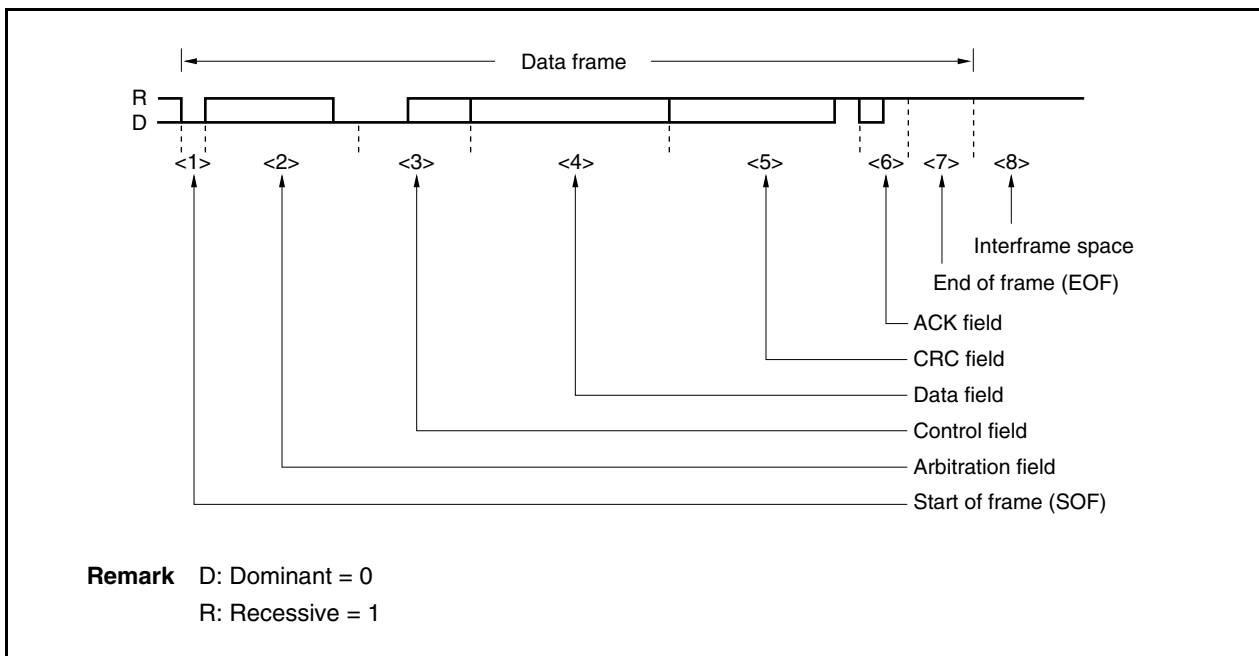 Data frame
R
D
<1> <2> <3> <4> <5> <6> <7> <8>
Interframe space
End of frame (EOF)
ACK field
CRC field
Data field
Control field
Arbitration field
Start of frame (SOF)
Remark D: Dominant = 0
R: Recessive = 1